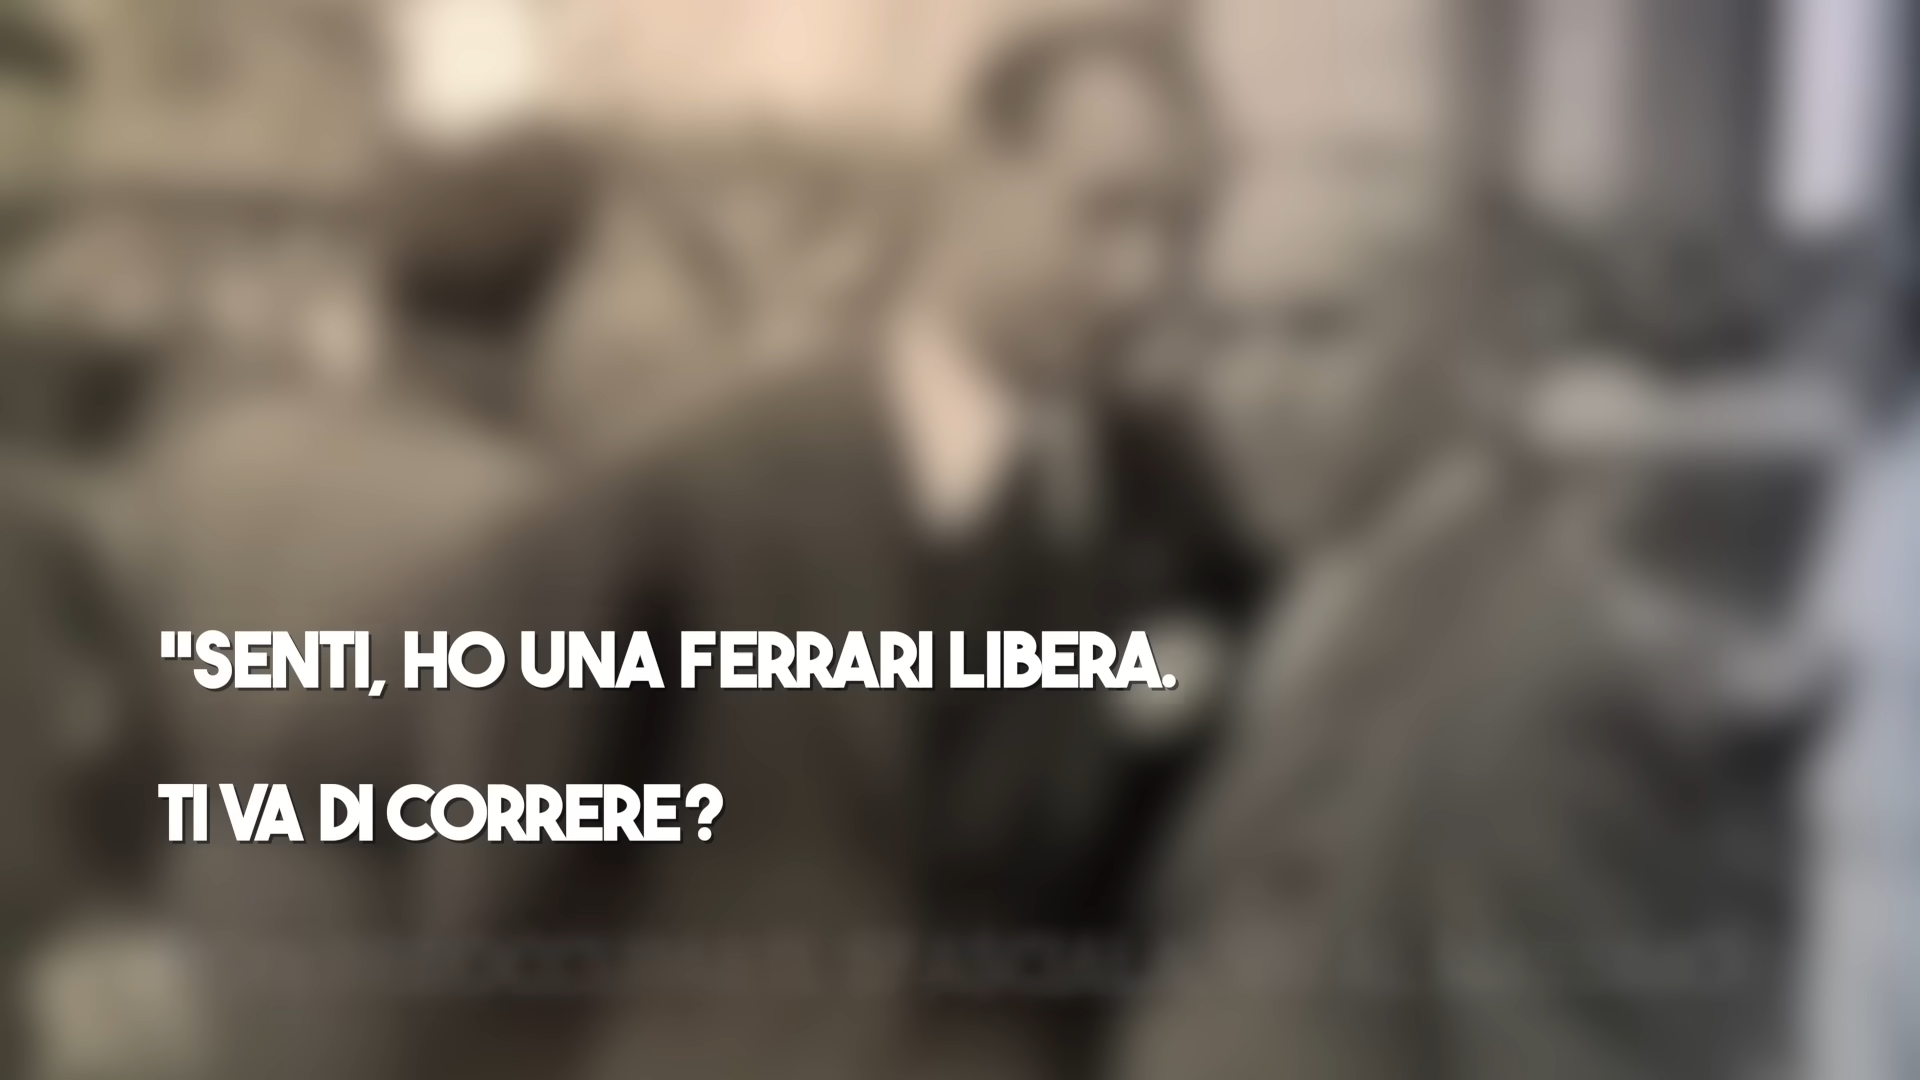 "SENTI, HO UNA FERRARI LIBERA.
TI VA DI CORRERE?